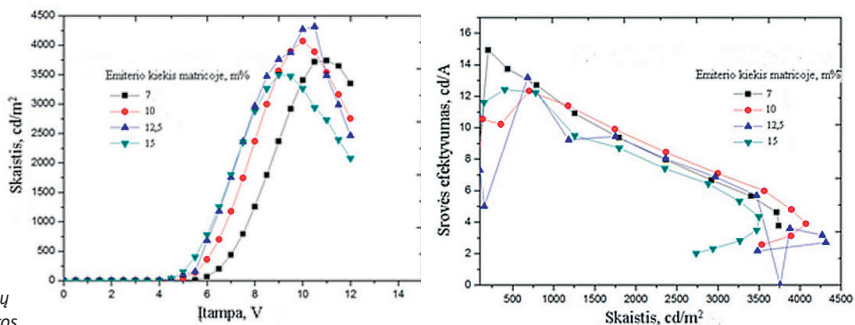 4500
4000
3500
3000
2500
2000
1500
1000
500
0
Skaistis, cd/m²
Emiterio kiekis matricoje, m%
7
10
12,5
15
0 2 4 6 8 10 12 14
Įtampa, V
16
14
12
10
8
6
4
2
0
Srovės efektyvumas, cd/A
Emiterio kiekis matricoje, m%
7
10
12,5
15
500 1000 1500 2000 2500 3000 3500 4000 4500
Skaistis, cd/m²
ų
ros